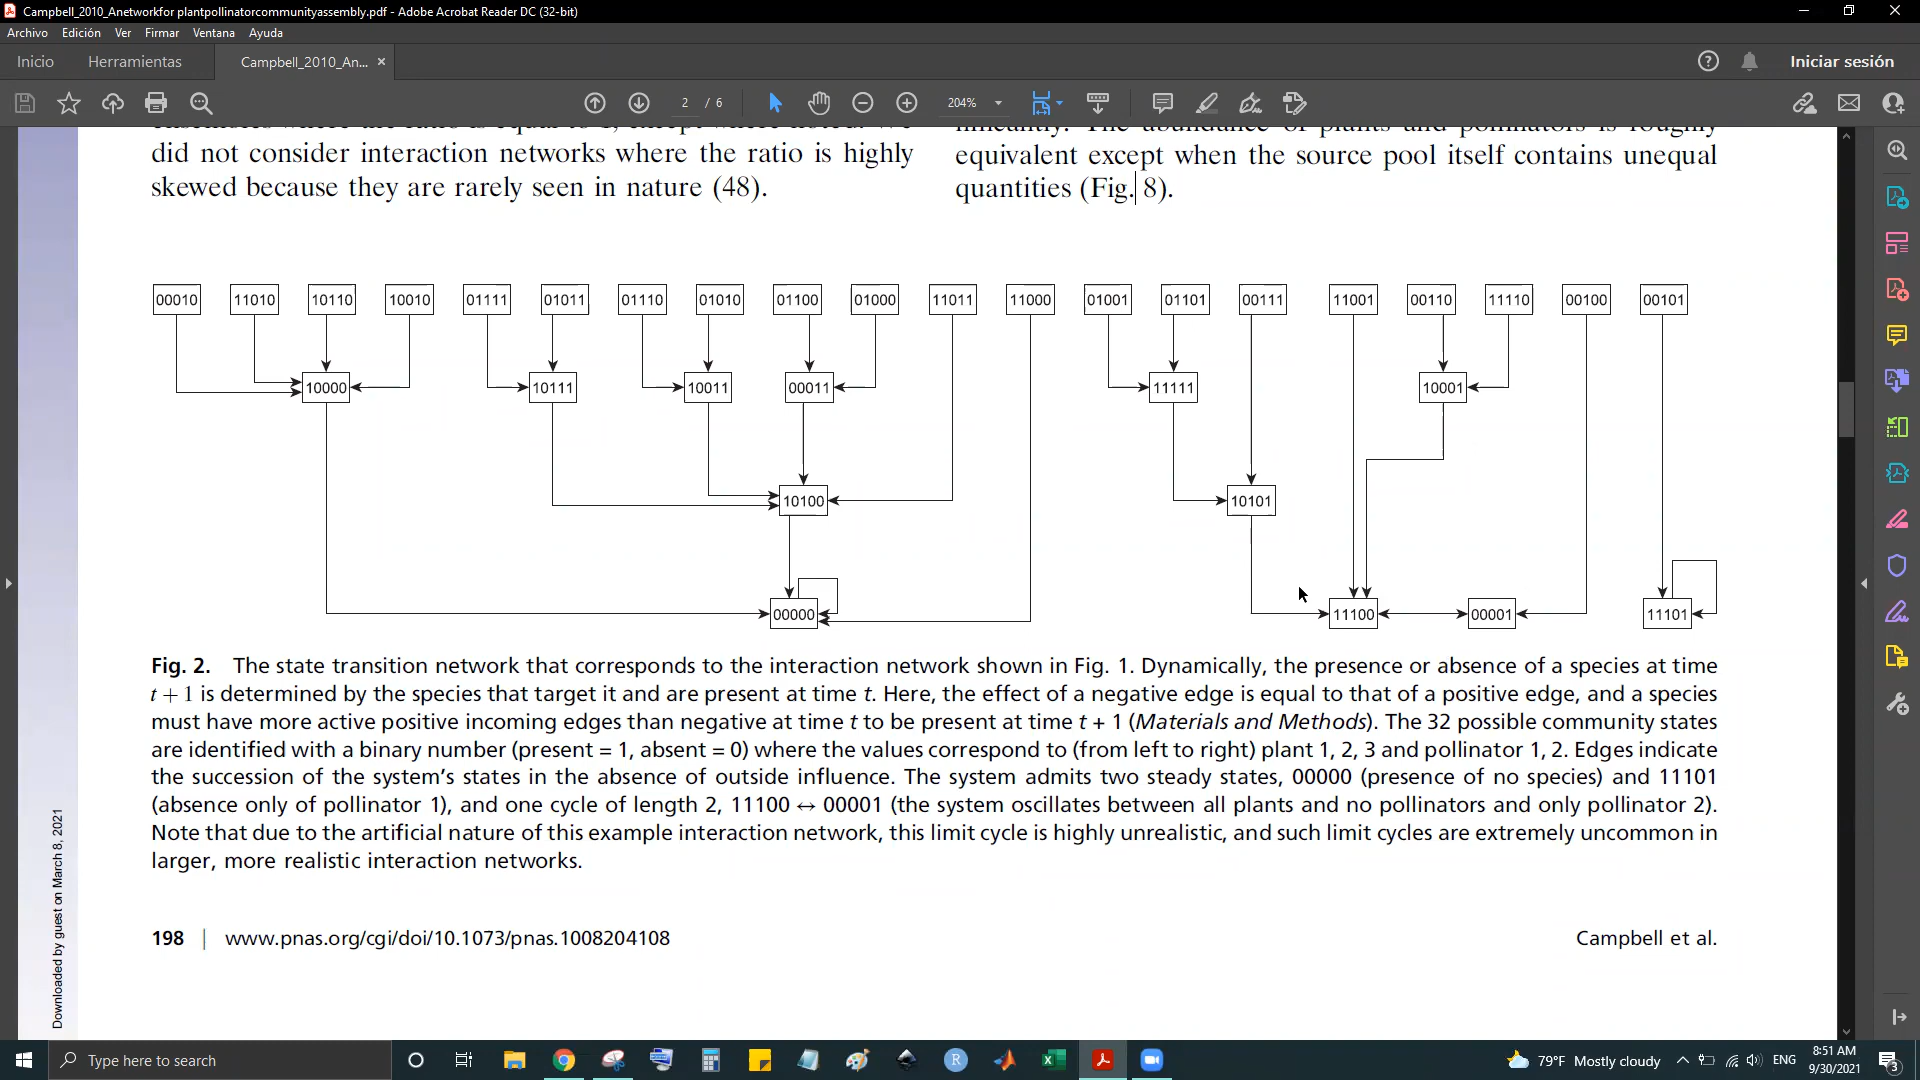 Campbell_2010_Anetworkfor plantpollinatorcommunityassembly.pdf - Adobe Acrobat Reader DC (32-bit)
Archivo Edición Ver Firmar Ventana Ayuda
Inicio Herramientas Campbell_2010_An... × Iniciar sesión
2 / 6 204%
did not consider interaction networks where the ratio is highly
skewed because they are rarely seen in nature (48).
nificantly. The abundance of plants and pollinators is roughly
equivalent except when the source pool itself contains unequal
quantities (Fig. 8).
00010 11010 10110 10010 01111 01011 01110 01010 01100 01000 11011 11000 01001 01101 00111 11001 00110 11110 00100 00101
10000 10111 10011 00011 11111 10001
10100 10101
00000 11100 00001 11101
Fig. 2. The state transition network that corresponds to the interaction network shown in Fig. 1. Dynamically, the presence or absence of a species at time
t + 1 is determined by the species that target it and are present at time t. Here, the effect of a negative edge is equal to that of a positive edge, and a species
must have more active positive incoming edges than negative at time t to be present at time t + 1 (Materials and Methods). The 32 possible community states
are identified with a binary number (present = 1, absent = 0) where the values correspond to (from left to right) plant 1, 2, 3 and pollinator 1, 2. Edges indicate
the succession of the system's states in the absence of outside influence. The system admits two steady states, 00000 (presence of no species) and 11101
(absence only of pollinator 1), and one cycle of length 2, 11100 ↔ 00001 (the system oscillates between all plants and no pollinators and only pollinator 2).
Note that due to the artificial nature of this example interaction network, this limit cycle is highly unrealistic, and such limit cycles are extremely uncommon in
larger, more realistic interaction networks.
198 | www.pnas.org/cgi/doi/10.1073/pnas.1008204108
Campbell et al.
Downloaded by guest on March 8, 2021
Type here to search
79°F Mostly cloudy ENG
8:51 AM
9/30/2021
3